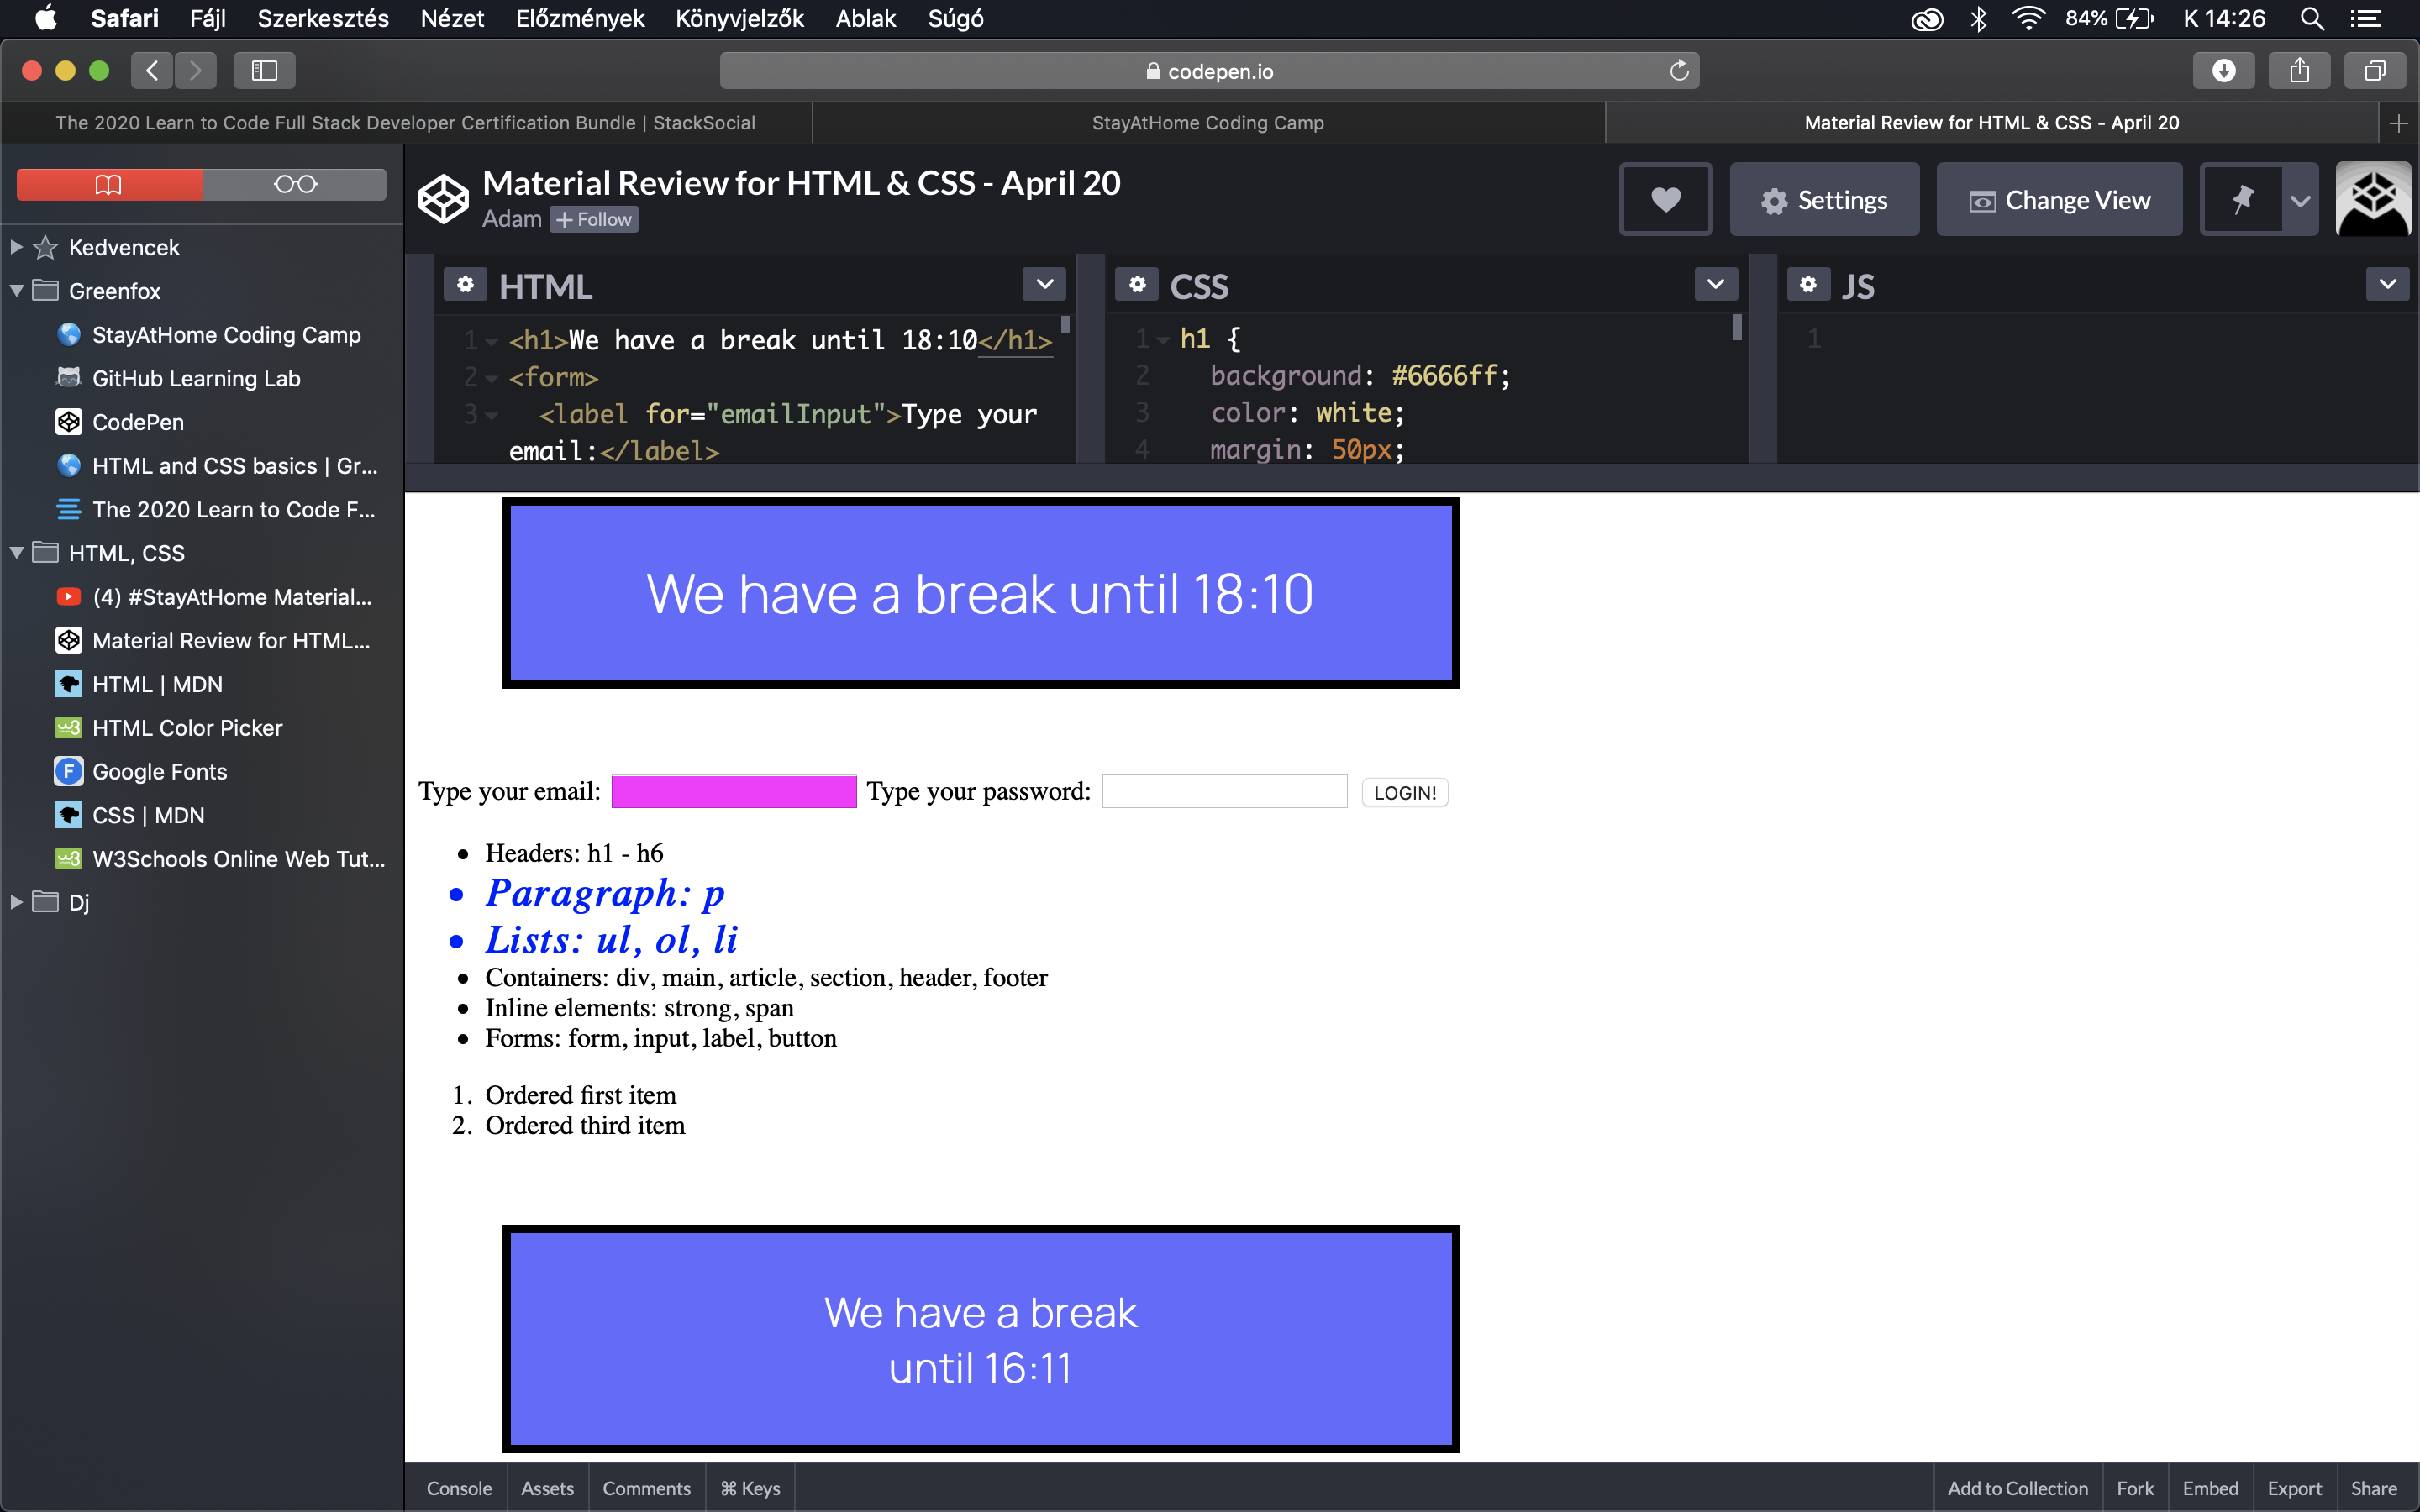 Safari Fájl Szerkesztés Nézet Előzmények Könyvjelzők Ablak Súgó 84% K 14:26
codepen.io
The 2020 Learn to Code Full Stack Developer Certification Bundle | StackSocial
StayAtHome Coding Camp
Material Review for HTML & CSS - April 20
Kedvencek
Greenfox
StayAtHome Coding Camp
GitHub Learning Lab
CodePen
HTML and CSS basics | Gr...
The 2020 Learn to Code F...
HTML, CSS
(4) #StayAtHome Material...
Material Review for HTML...
HTML | MDN
HTML Color Picker
Google Fonts
CSS | MDN
W3Schools Online Web Tut...
Dj
Material Review for HTML & CSS - April 20
Adam + Follow
Settings
Change View
HTML
1 <h1>We have a break until 18:10</h1>
2 <form>
3 <label for="emailInput">Type your
email:</label>
CSS
1 h1 {
2 background: #6666ff;
3 color: white;
4 margin: 50px;
JS
1
We have a break until 18:10
Type your email: Type your password: LOGIN!
• Headers: h1 - h6
• Paragraph: p
• Lists: ul, ol, li
• Containers: div, main, article, section, header, footer
• Inline elements: strong, span
• Forms: form, input, label, button
1. Ordered first item
2. Ordered third item
We have a break
until 16:11
Console Assets Comments ⌘ Keys Add to Collection Fork Embed Export Share